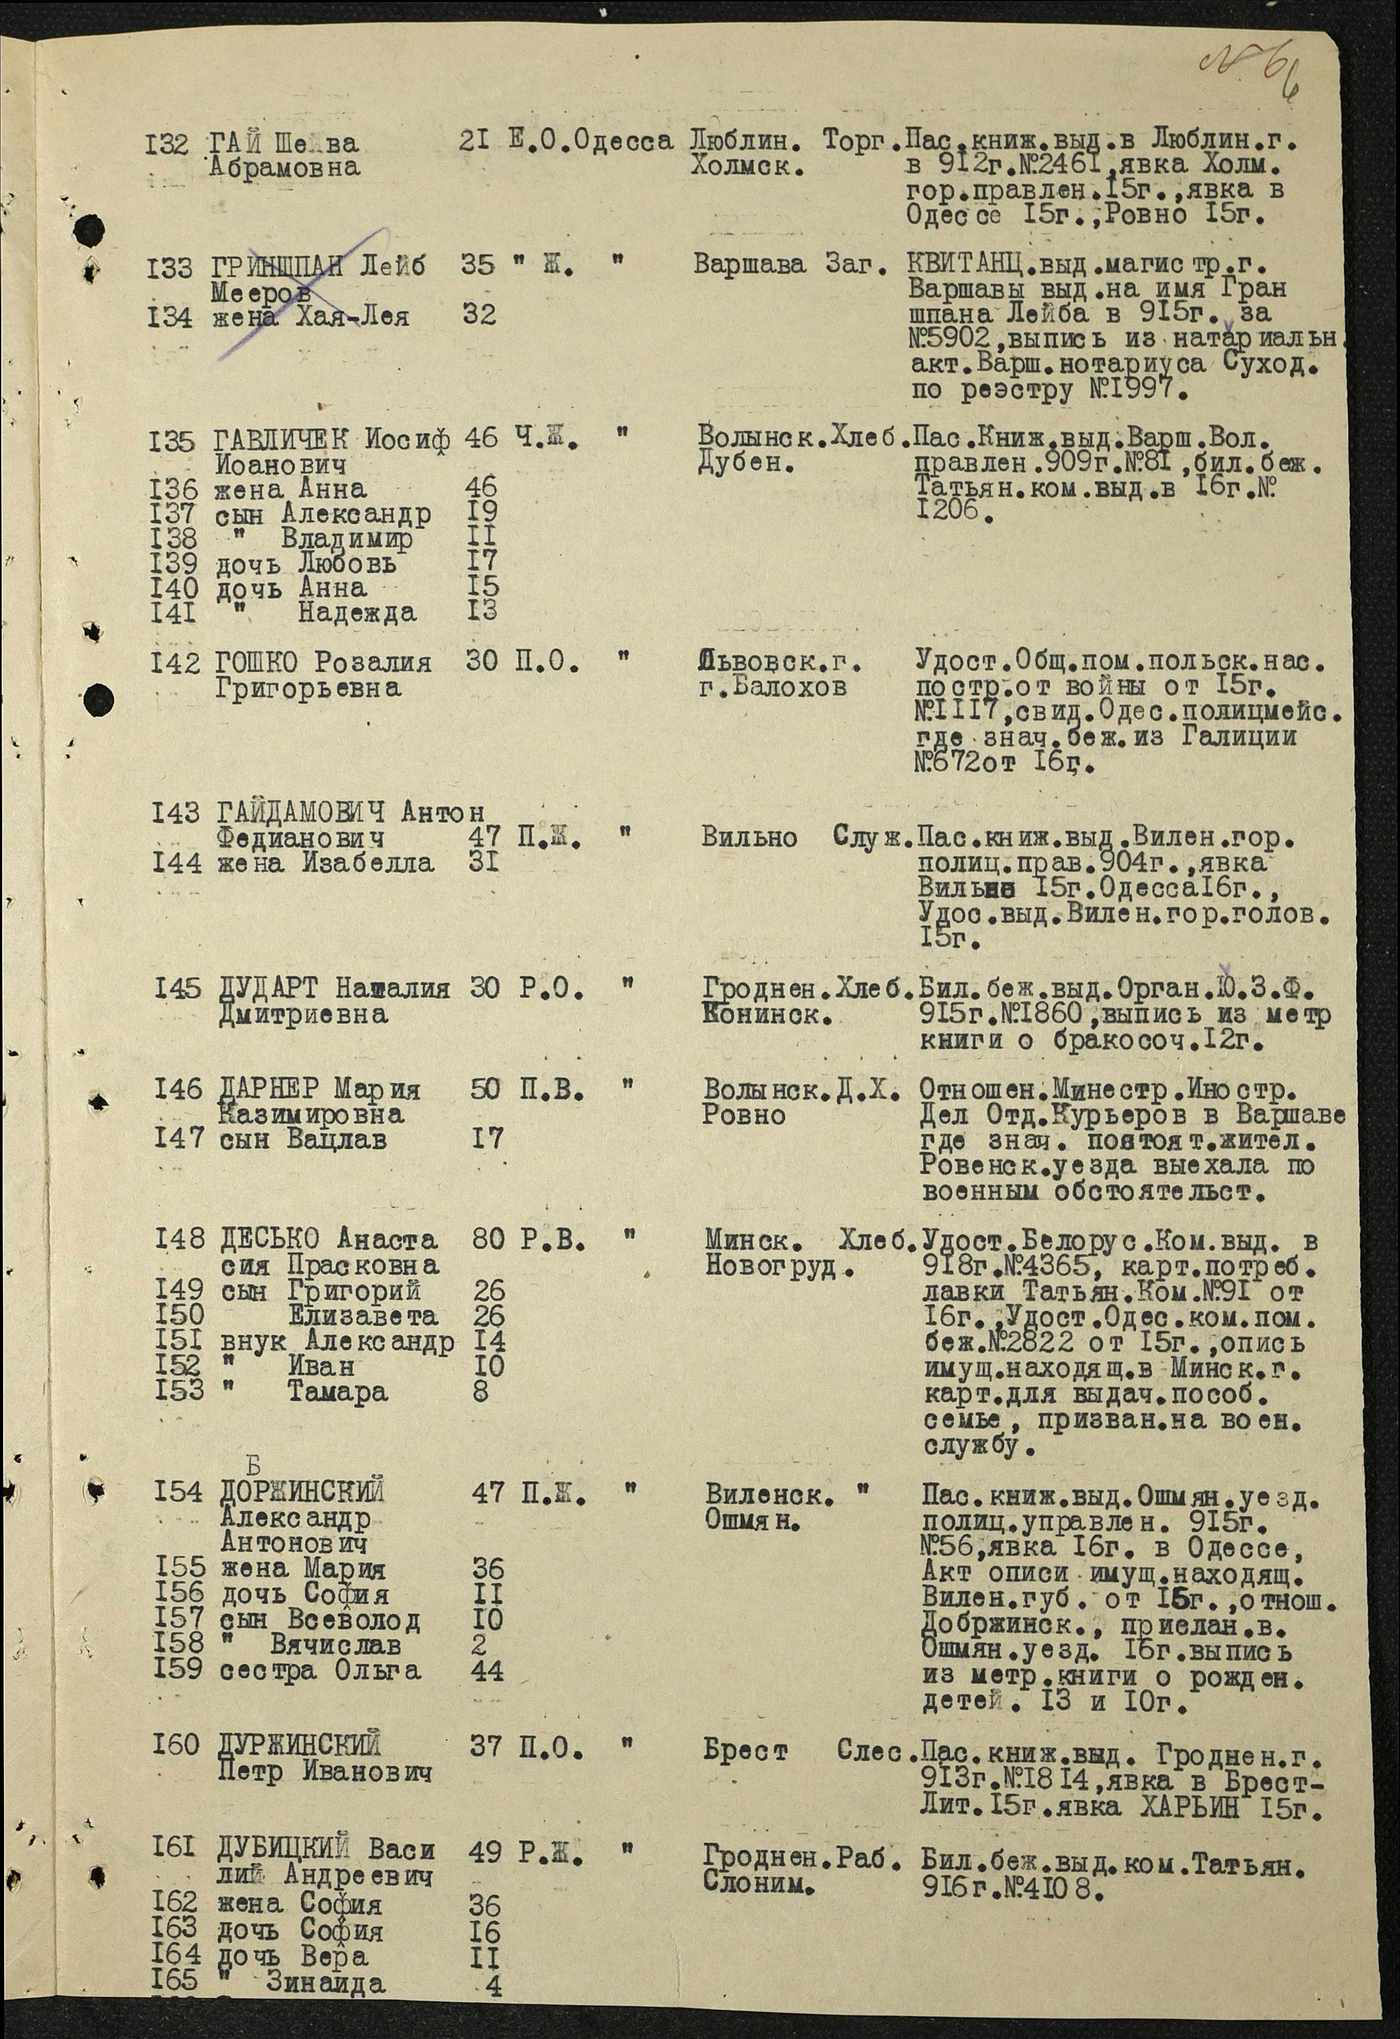 № 6
6
132 ГАЙ Ше ва 21 Е.О.Одесса Люблин. Торг.Пас.книж.выд.в Люблин.г.
Абрамовна Холмск. в 912г.№2461,явка Холм.
гор.правлен.15г.,явка в
Одессе 15г.,Ровно 15г.
133 ГРИНШПАН Лейб 35 " Ж. " Варшава Заг. КВИТАНЦ.выд.магистр.г.
Мееров Варшавы выд.на имя Гран
134 жена Хая-Лея 32 шпана Лейба в 915г. за
№5902,выпись из натариальн.
акт.Варш.нотариуса Суход.
по реэстру №1997.
135 ГАВЛИЧЕК Иосиф 46 Ч.Ж. " Волынск.Хлеб.Пас.Книж.выд.Варш.Вол.
Иоанович Дубен. правлен.909г.№81,бил.беж.
136 жена Анна 46 Татьян.ком.выд.в 16г.№
137 сын Александр 19 1206.
138 " Владимир 11
139 дочь Любовь 17
140 дочь Анна 15
141 " Надежда 13
142 ГОШКО Розалия 30 П.О. " Львовск.г. Удост.Общ.пом.польск.нас.
Григорьевна г.Балохов постр.от войны от 15г.
№1117,свид.Одес.полицмейс.
где знач.беж.из Галиции
№672от 16г.
143 ГАЙДАМОВИЧ Антон
Федианович 47 П.Ж. " Вильно Служ.Пас.книж.выд.Вилен.гор.
144 жена Изабелла 31 полиц.прав.904г.,явка
Вильно 15г.Одесса16г.,
Удос.выд.Вилен.гор.голов.
15г.
145 ДУДАРТ Наталия 30 Р.О. " Гроднен.Хлеб.Бил.беж.выд.Орган.Ю.З.Ф.
Дмитриевна Конинск. 915г.№1860,выпись из метр
книги о бракосоч.12г.
146 ДАРНЕР Мария 50 П.В. " Волынск.Д.Х. Отношен.Минестр.Иностр.
Казимировна Ровно Дел Отд.Курьеров в Варшаве
147 сын Вацлав 17 где знач. постоят.жител.
Ровенск.уезда выехала по
военным обстоятельст.
148 ДЕСЬКО Анаста 80 Р.В. " Минск. Хлеб.Удост.Белорус.Ком.выд. в
сия Прасковна Новогруд. 918г.№4365, карт.потреб.
149 сын Григорий 26 лавки Татьян.Ком.№91 от
150 Елизавета 26 16г.,Удост.Одес.ком.пом.
151 внук Александр 14 беж.№2822 от 15г.,опись
152 " Иван 10 имущ.находящ.в Минск.г.
153 " Тамара 8 карт.для выдач.пособ.
семье, призван.на воен.
службу.
Б
154 ДОРЖИНСКИЙ 47 П.Ж. " Виленск. " Пас.книж.выд.Ошмян.уезд.
Александр Ошмян. полиц.управлен. 915г.
Антонович №56,явка 16г. в Одессе,
155 жена Мария 36 Акт описи имущ.находящ.
156 дочь София 11 Вилен.губ. от 15г.,отнош.
157 сын Всеволод 10 Добржинск., прислан.в.
158 " Вячислав 2 Ошмян.уезд. 16г.выпись
159 сестра Ольга 44 из метр.книги о рожден.
детей. 13 и 10г.
160 ДУРЖИНСКИЙ 37 П.О. " Брест Слес.Пас.книж.выд. Гроднен.г.
Петр Иванович 913г.№1814,явка в Брест-
Лит.15г.явка ХАРЬИН 15г.
161 ДУБИЦКИЙ Васи 49 Р.Ж. " Гроднен.Раб. Бил.беж.выд.ком.Татьян.
лий Андреевич Слоним. 916г.№4108.
162 жена София 36
163 дочь София 16
164 дочь Вера 11
165 " Зинаида 4